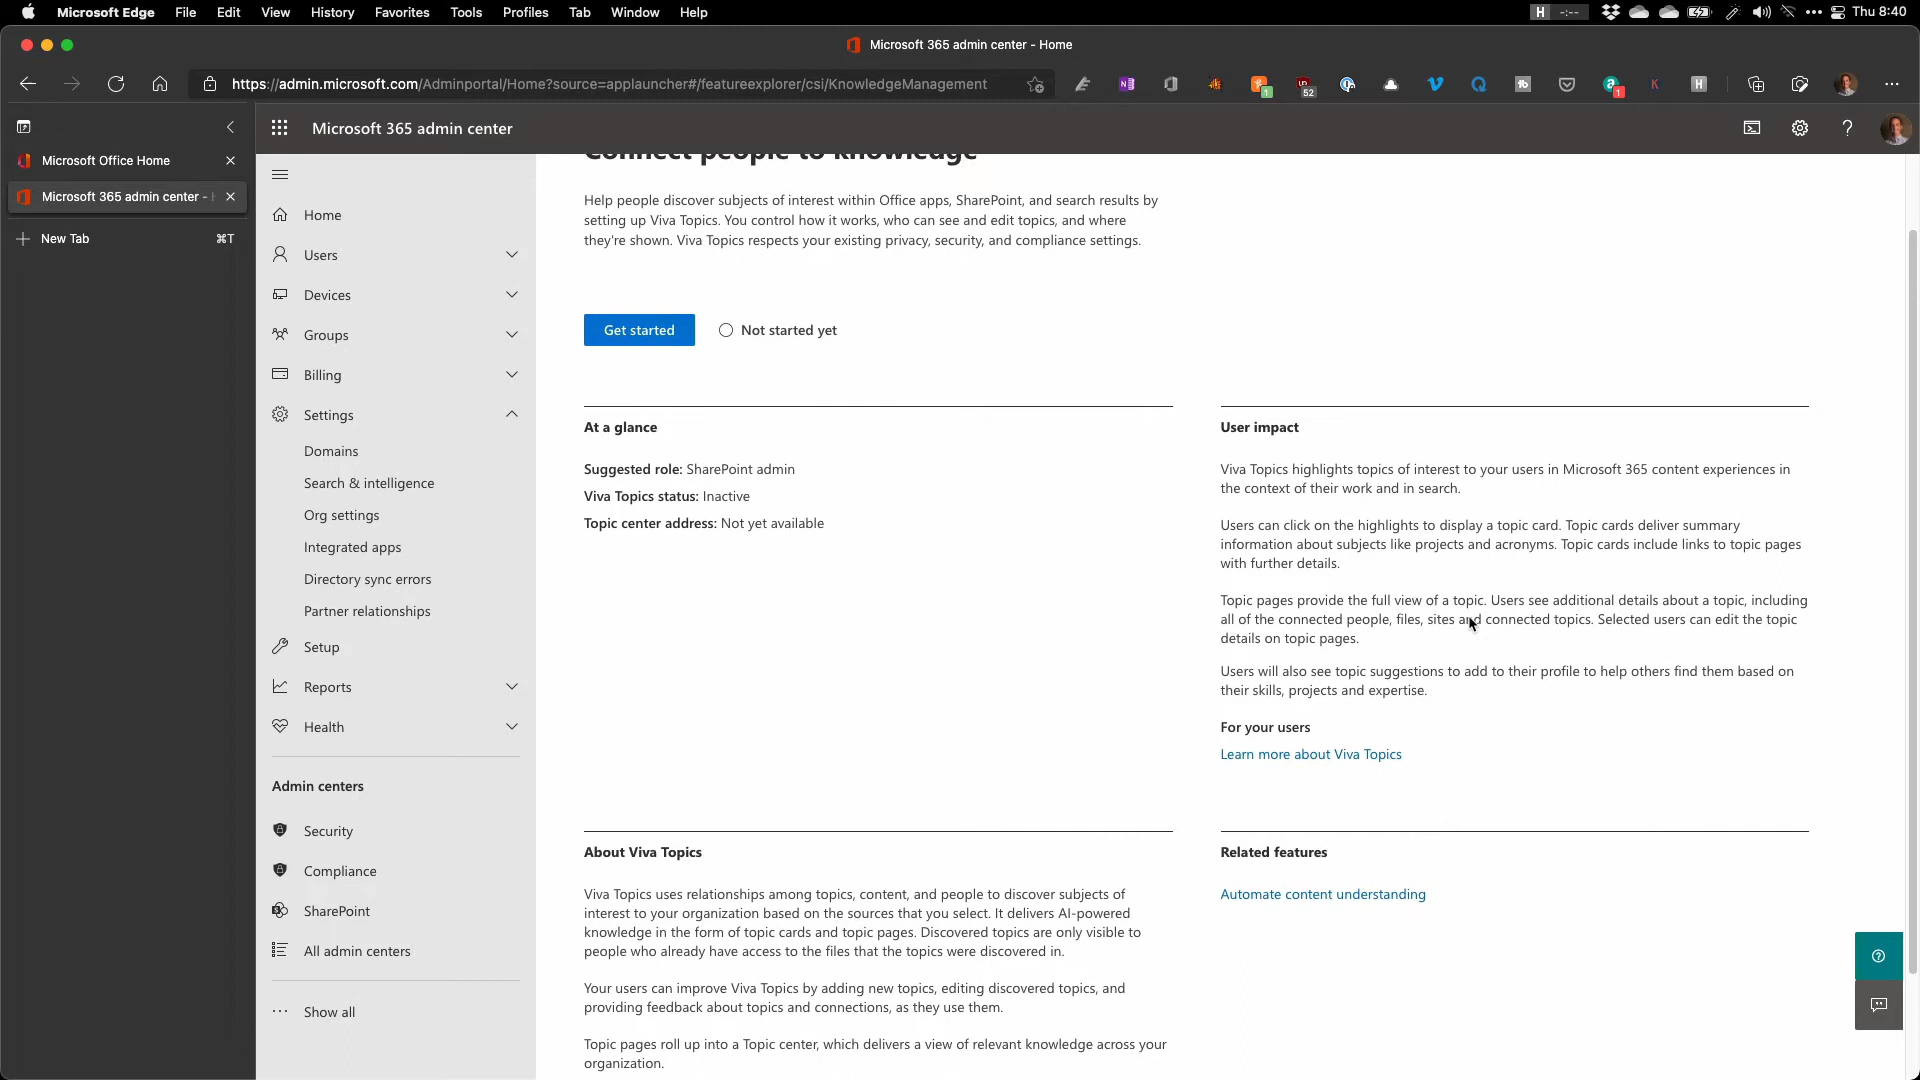 Microsoft Edge File Edit View History Favorites Tools Profiles Tab Window Help
H -:-- Thu 8:40
Microsoft 365 admin center - Home
https://admin.microsoft.com/Adminportal/Home?source=applauncher#/featureexplorer/csi/KnowledgeManagement
1 52 1 H
Microsoft Office Home
Microsoft 365 admin center -
New Tab ⌘T
Microsoft 365 admin center
Home
Users
Devices
Groups
Billing
Settings
Domains
Search & intelligence
Org settings
Integrated apps
Directory sync errors
Partner relationships
Setup
Reports
Health
Admin centers
Security
Compliance
SharePoint
All admin centers
Show all
Connect people to knowledge
Help people discover subjects of interest within Office apps, SharePoint, and search results by
setting up Viva Topics. You control how it works, who can see and edit topics, and where
they're shown. Viva Topics respects your existing privacy, security, and compliance settings.
Get started Not started yet
At a glance
Suggested role: SharePoint admin
Viva Topics status: Inactive
Topic center address: Not yet available
User impact
Viva Topics highlights topics of interest to your users in Microsoft 365 content experiences in
the context of their work and in search.
Users can click on the highlights to display a topic card. Topic cards deliver summary
information about subjects like projects and acronyms. Topic cards include links to topic pages
with further details.
Topic pages provide the full view of a topic. Users see additional details about a topic, including
all of the connected people, files, sites and connected topics. Selected users can edit the topic
details on topic pages.
Users will also see topic suggestions to add to their profile to help others find them based on
their skills, projects and expertise.
For your users
Learn more about Viva Topics
About Viva Topics
Viva Topics uses relationships among topics, content, and people to discover subjects of
interest to your organization based on the sources that you select. It delivers AI-powered
knowledge in the form of topic cards and topic pages. Discovered topics are only visible to
people who already have access to the files that the topics were discovered in.
Your users can improve Viva Topics by adding new topics, editing discovered topics, and
providing feedback about topics and connections, as they use them.
Topic pages roll up into a Topic center, which delivers a view of relevant knowledge across your
organization.
Related features
Automate content understanding